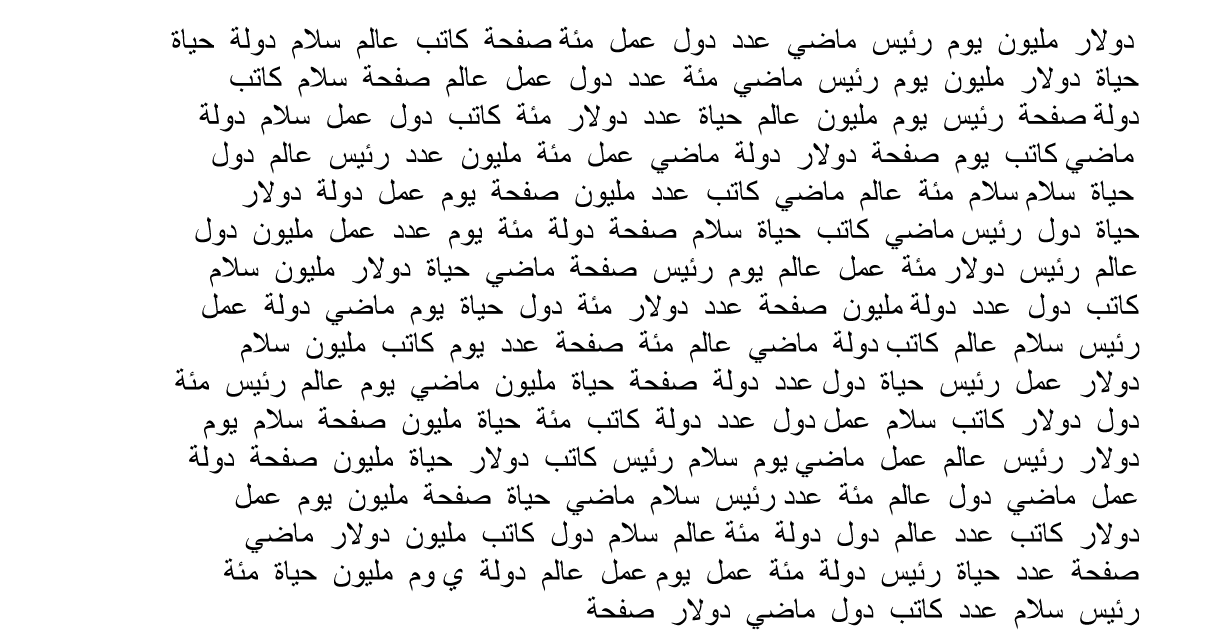 دولار مليون يوم رئيس ماضي عدد دول عمل مئة صفحة كاتب عالم سلام دولة حياة
حياة دولار مليون يوم رئيس ماضي مئة عدد دول عمل عالم صفحة سلام كاتب
دولة صفحة رئيس يوم مليون عالم حياة عدد دولار مئة كاتب دول عمل سلام دولة
ماضي كاتب يوم صفحة دولار دولة ماضي عمل مئة مليون عدد رئيس عالم دول
حياة سلام سلام مئة عالم ماضي كاتب عدد مليون صفحة يوم عمل دولة دولار
حياة دول رئيس ماضي كاتب حياة سلام صفحة دولة مئة يوم عدد عمل مليون دول
عالم رئيس دولار مئة عمل عالم يوم رئيس صفحة ماضي حياة دولار مليون سلام
كاتب دول عدد دولة مليون صفحة عدد دولار مئة دول حياة يوم ماضي دولة عمل
رئيس سلام عالم كاتب دولة ماضي عالم مئة صفحة عدد يوم كاتب مليون سلام
دولار عمل رئيس حياة دول عدد دولة صفحة حياة مليون ماضي يوم عالم رئيس مئة
دول دولار كاتب سلام عمل دول عدد دولة كاتب مئة حياة مليون صفحة سلام يوم
دولار رئيس عالم عمل ماضي يوم سلام رئيس كاتب دولار حياة مليون صفحة دولة
عمل ماضي دول عالم مئة عدد رئيس سلام ماضي حياة صفحة مليون يوم عمل
دولار كاتب عدد عالم دول دولة مئة عالم سلام دول كاتب مليون دولار ماضي
صفحة عدد حياة رئيس دولة مئة عمل يوم عمل عالم دولة ي وم مليون حياة مئة
رئيس سلام عدد كاتب دول ماضي دولار صفحة